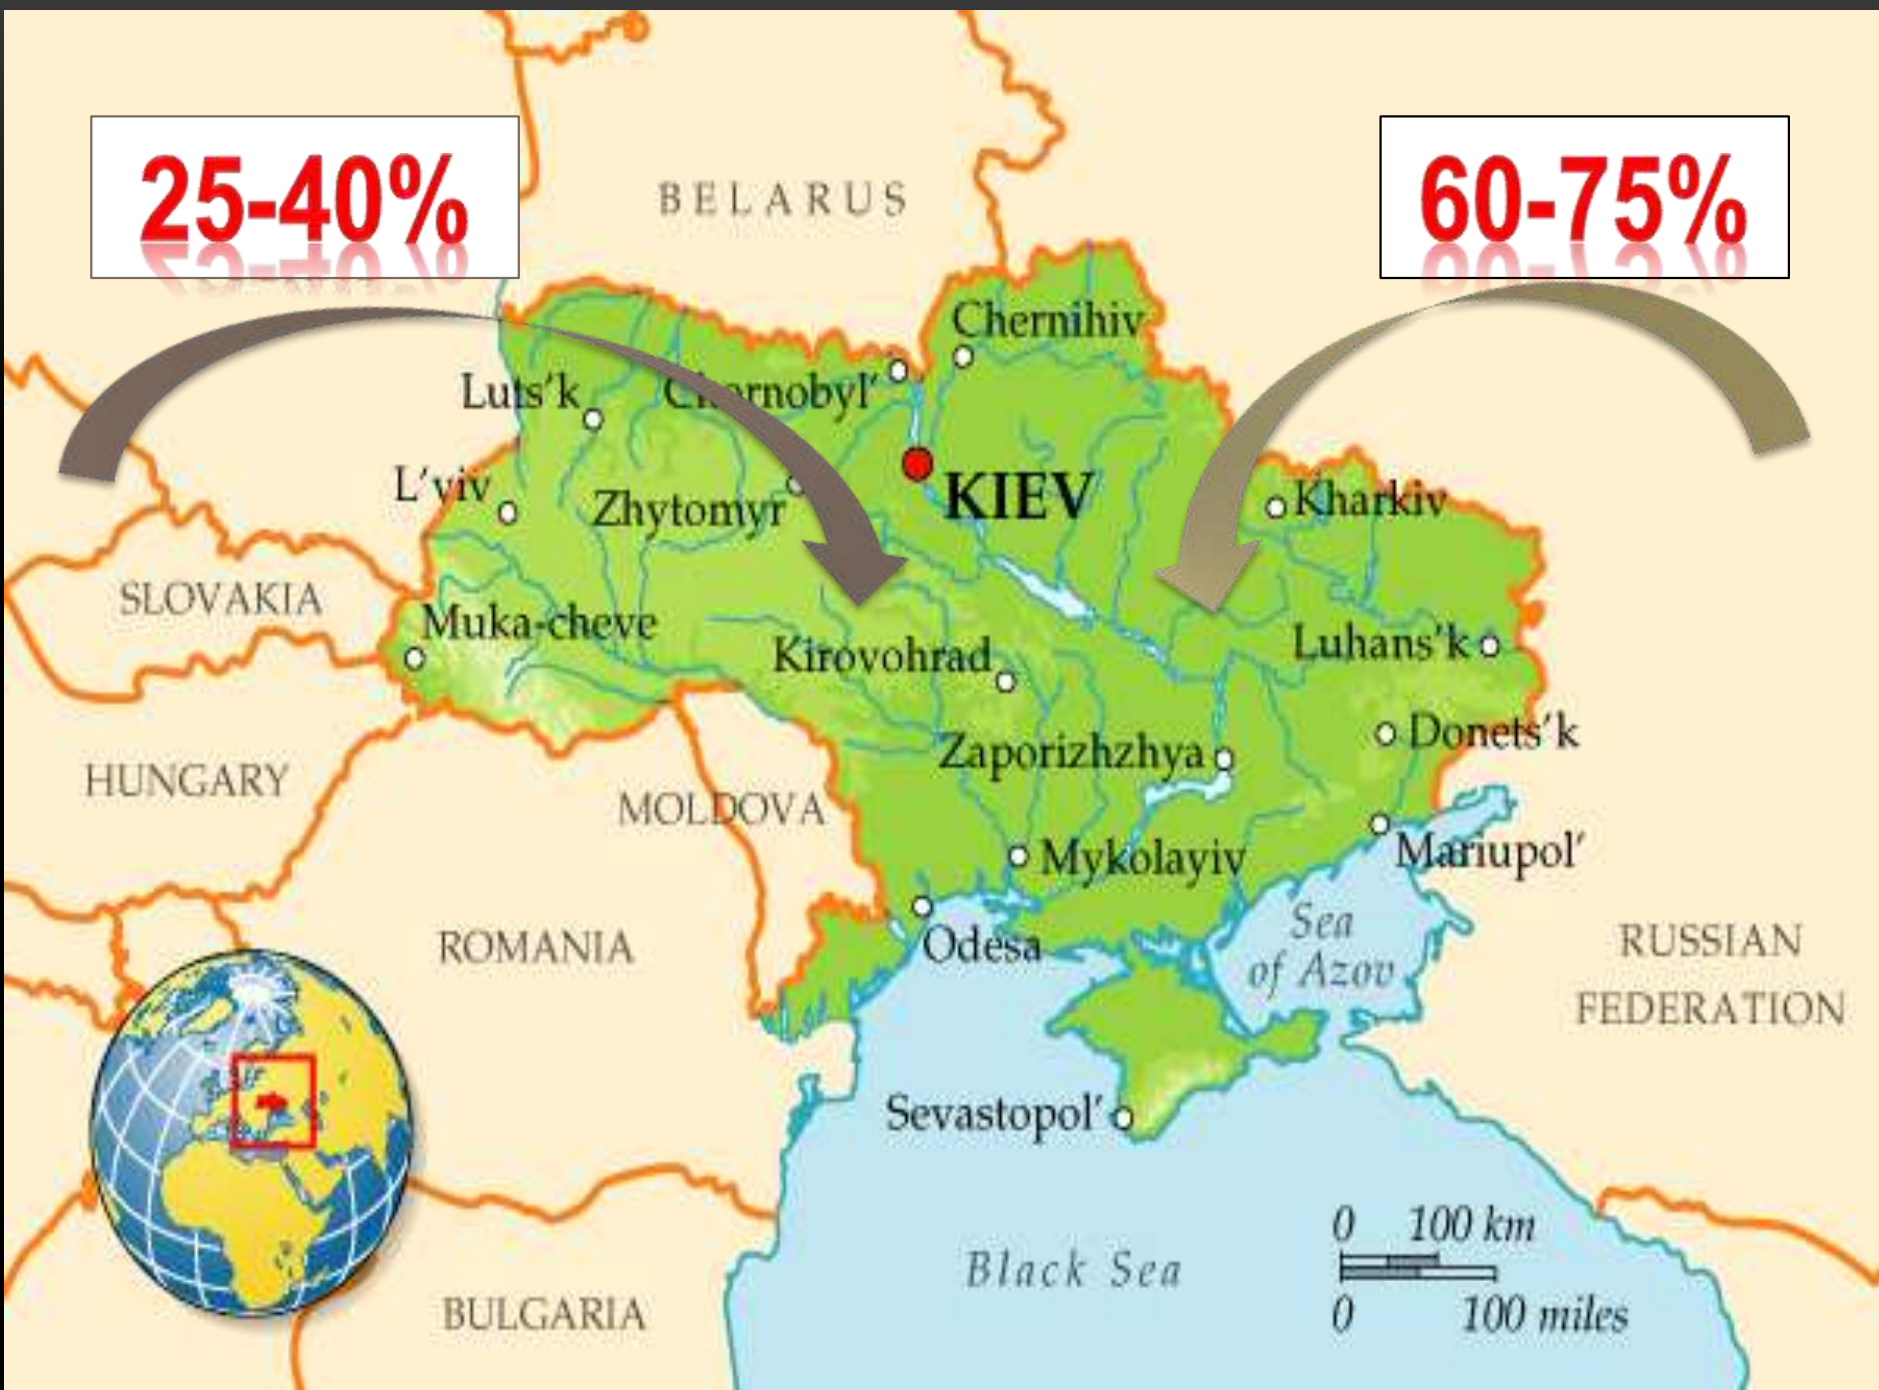 25-40%
60-75%
BELARUS
Chernihiv
Luts'k
Chornobyl'
L'viv
Zhytomyr
KIEV
Kharkiv
SLOVAKIA
Muka-cheve
Kirovohrad
Luhans'k
HUNGARY
MOLDOVA
Zaporizhzhya
Donets'k
Mykolayiv
Mariupol'
ROMANIA
Odesa
Sea
of Azov
RUSSIAN
FEDERATION
Sevastopol'
Black Sea
0 100 km
0 100 miles
BULGARIA